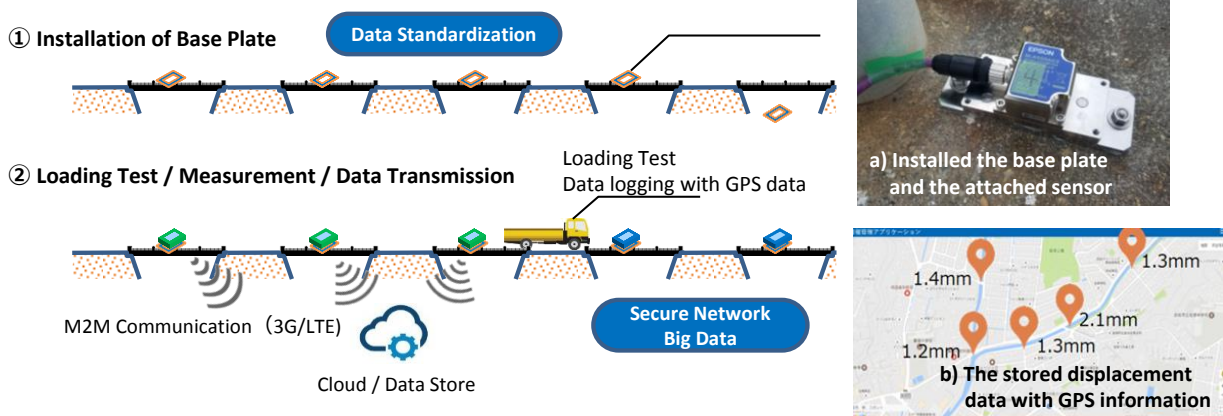 ① Installation of Base Plate
Data Standardization
② Loading Test / Measurement / Data Transmission
Loading Test
Data logging with GPS data
M2M Communication（3G/LTE)
Cloud / Data Store
Secure Network
Big Data
EPSON
4
a) Installed the base plate
and the attached sensor
1.4mm
1.3mm
2.1mm
1.2mm
1.3mm
b) The stored displacement
data with GPS information